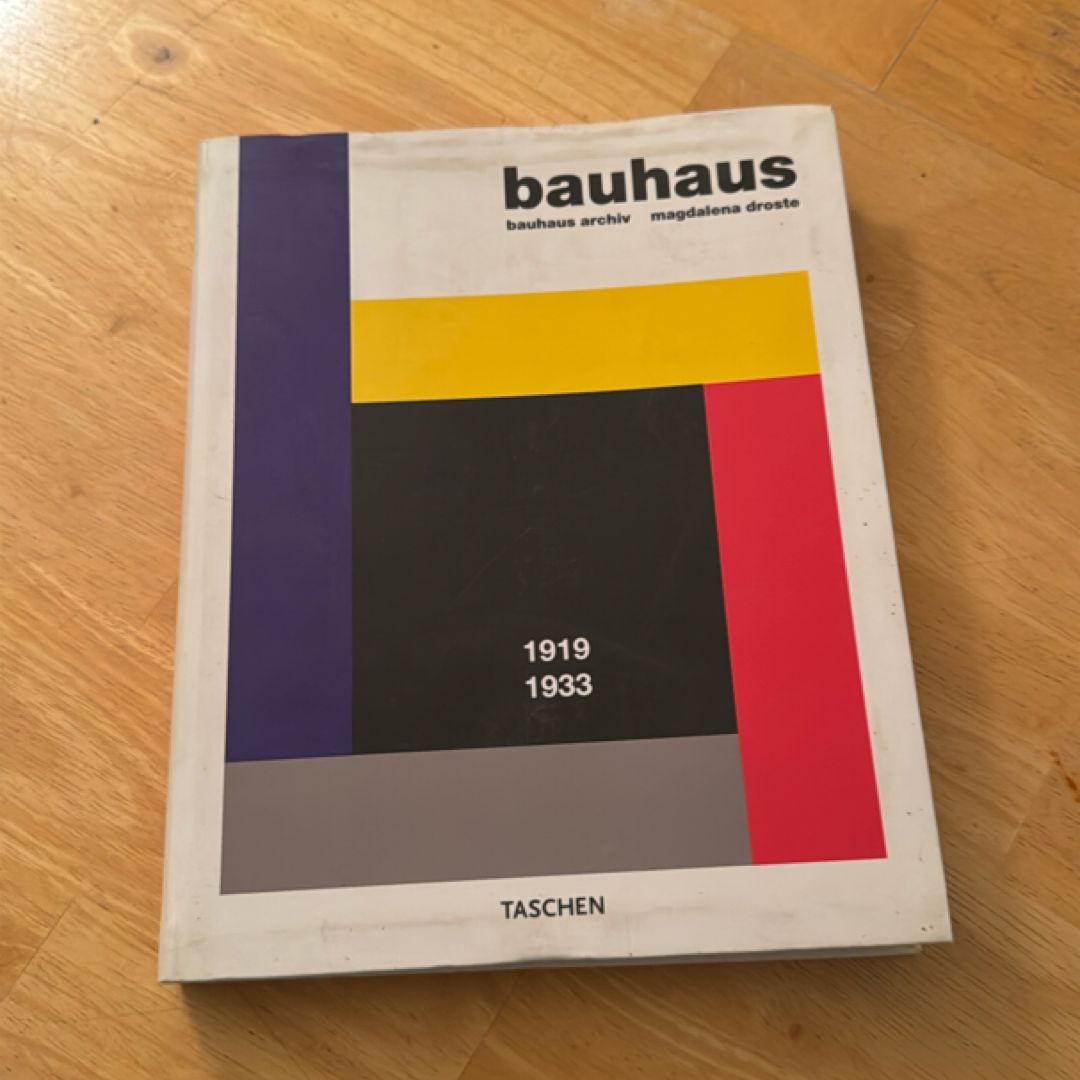 bauhaus
bauhaus archiv magdalena droste
1919
1933
TASCHEN